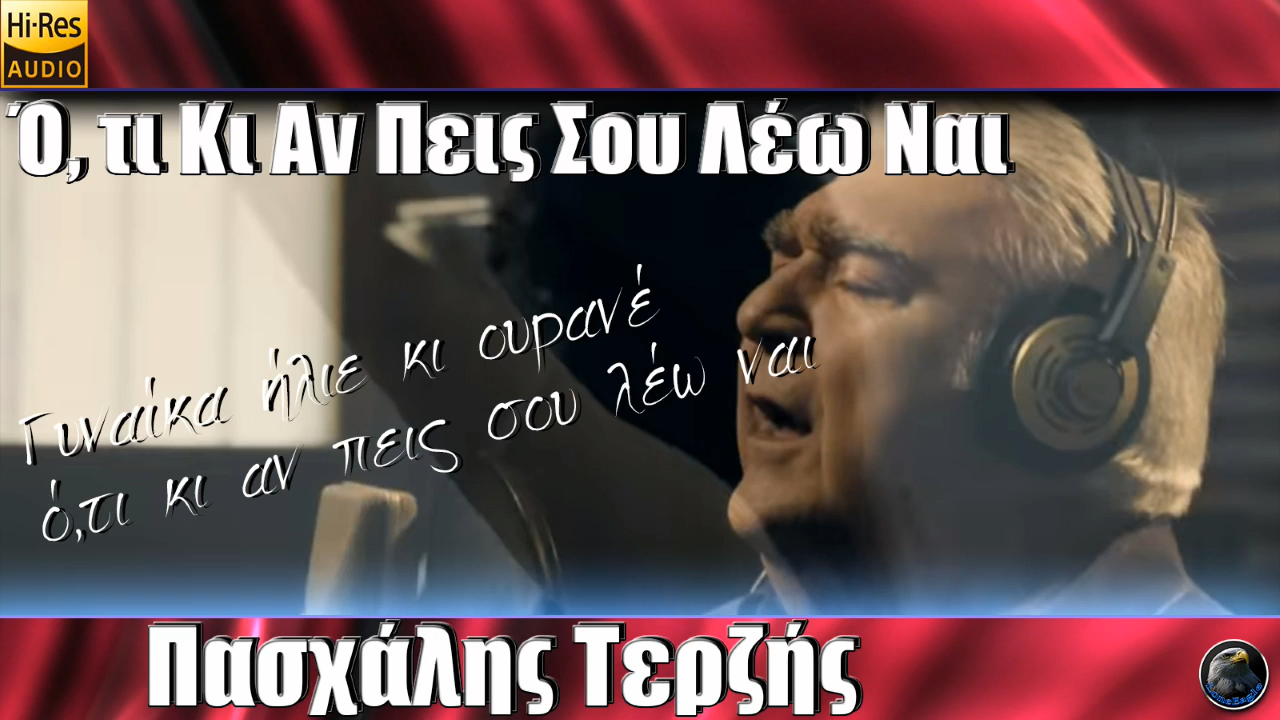 Hi-Res
AUDIO
Ό, τι Κι Αν Πεις Σου Λέω Ναι
Γυναίκα ήλιε κι ουρανέ
ό,τι κι αν πεις σου λέω ναι
Πασχάλης Τερζής
LoneEagle